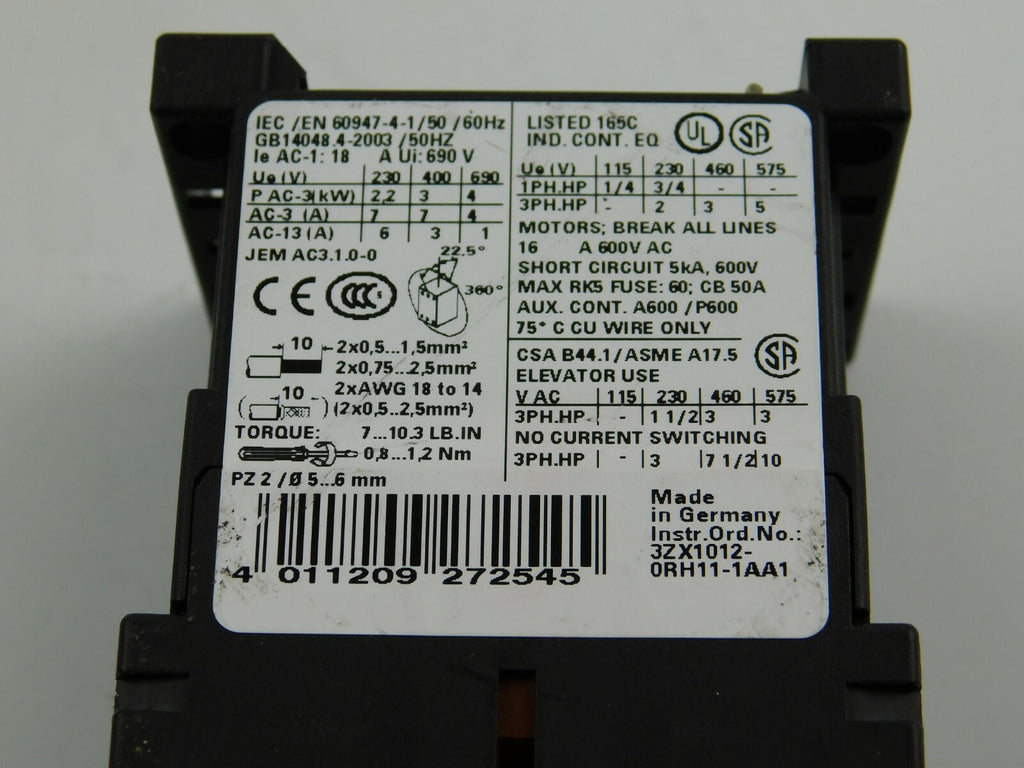 IEC /EN 60947-4-1/50 /60Hz
GB14048.4-2003 /50HZ
Ie AC-1: 18 A Ui: 690 V
Ue (V) 230 400 690
P AC-3(kW) 2,2 3 4
AC-3 (A) 7 7 4
AC-13 (A) 6 3 1
JEM AC3.1.0-0
22.5°
360°
CE CCC S
10 2x0,5...1,5mm²
2x0,75...2,5mm²
2xAWG 18 to 14
10 (2x0,5...2,5mm²)
TORQUE: 7...10.3 LB.IN
0,8...1,2 Nm
PZ 2 /Ø 5...6 mm
LISTED 165C
IND. CONT. EQ
UL SA
Ue (V) 115 230 460 575
1PH.HP 1/4 3/4 - -
3PH.HP - 2 3 5
MOTORS; BREAK ALL LINES
16 A 600V AC
SHORT CIRCUIT 5kA, 600V
MAX RK5 FUSE: 60; CB 50A
AUX. CONT. A600 /P600
75° C CU WIRE ONLY
CSA B44.1/ASME A17.5
ELEVATOR USE
SA
V AC 115 230 460 575
3PH.HP - 1 1/2 3 3
NO CURRENT SWITCHING
3PH.HP - 3 7 1/2 10
4 011209 272545
Made
in Germany
Instr.Ord.No.:
3ZX1012-
0RH11-1AA1